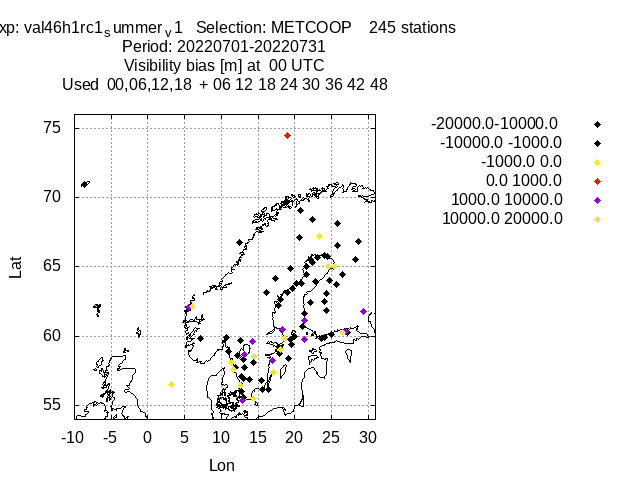 xp: val46h1rc1summerv1 Selection: METCOOP 245 stations
Period: 20220701-20220731
Visibility bias [m] at 00 UTC
Used 00,06,12,18 + 06 12 18 24 30 36 42 48
-20000.0-10000.0
-10000.0 -1000.0
-1000.0 0.0
0.0 1000.0
1000.0 10000.0
10000.0 20000.0
75
70
65
60
55
Lat
-10 -5 0 5 10 15 20 25 30
Lon